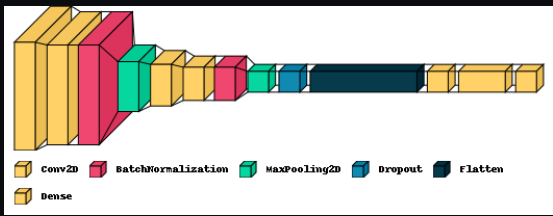 Conv2D BatchNormalization MaxPooling2D Dropout Flatten
Dense